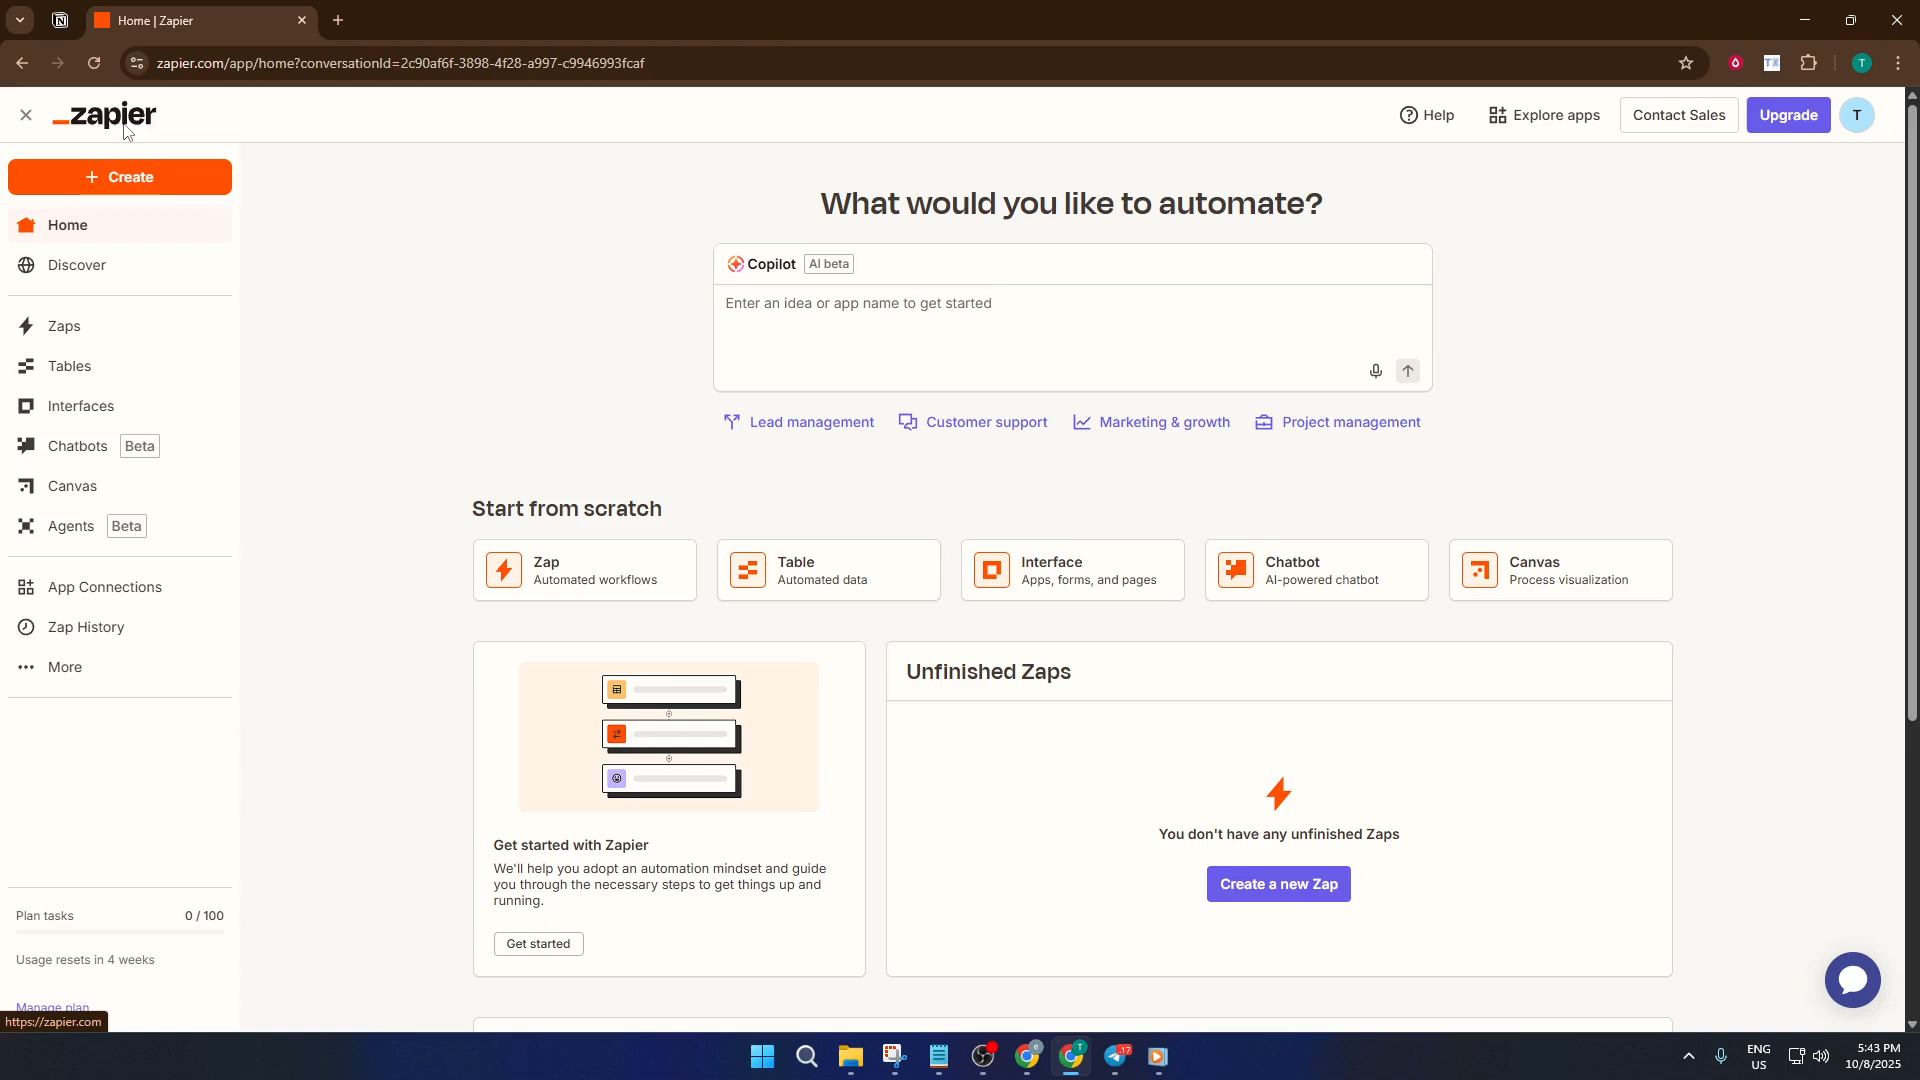 Home | Zapier
zapier.com/app/home?conversationId=2c90af6f-3898-4f28-a997-c9946993fcaf
T
zapier
Help
Explore apps
Contact Sales
Upgrade
T
Create
Home
Discover
Zaps
Tables
Interfaces
Chatbots Beta
Canvas
Agents Beta
App Connections
Zap History
More
Plan tasks 0 / 100
Usage resets in 4 weeks
Manage plan
https://zapier.com
What would you like to automate?
Copilot AI beta
Enter an idea or app name to get started
Lead management
Customer support
Marketing & growth
Project management
Start from scratch
Zap
Automated workflows
Table
Automated data
Interface
Apps, forms, and pages
Chatbot
AI-powered chatbot
Canvas
Process visualization
Get started with Zapier
We'll help you adopt an automation mindset and guide
you through the necessary steps to get things up and
running.
Get started
Unfinished Zaps
You don't have any unfinished Zaps
Create a new Zap
17
ENG
US
5:43 PM
10/8/2025